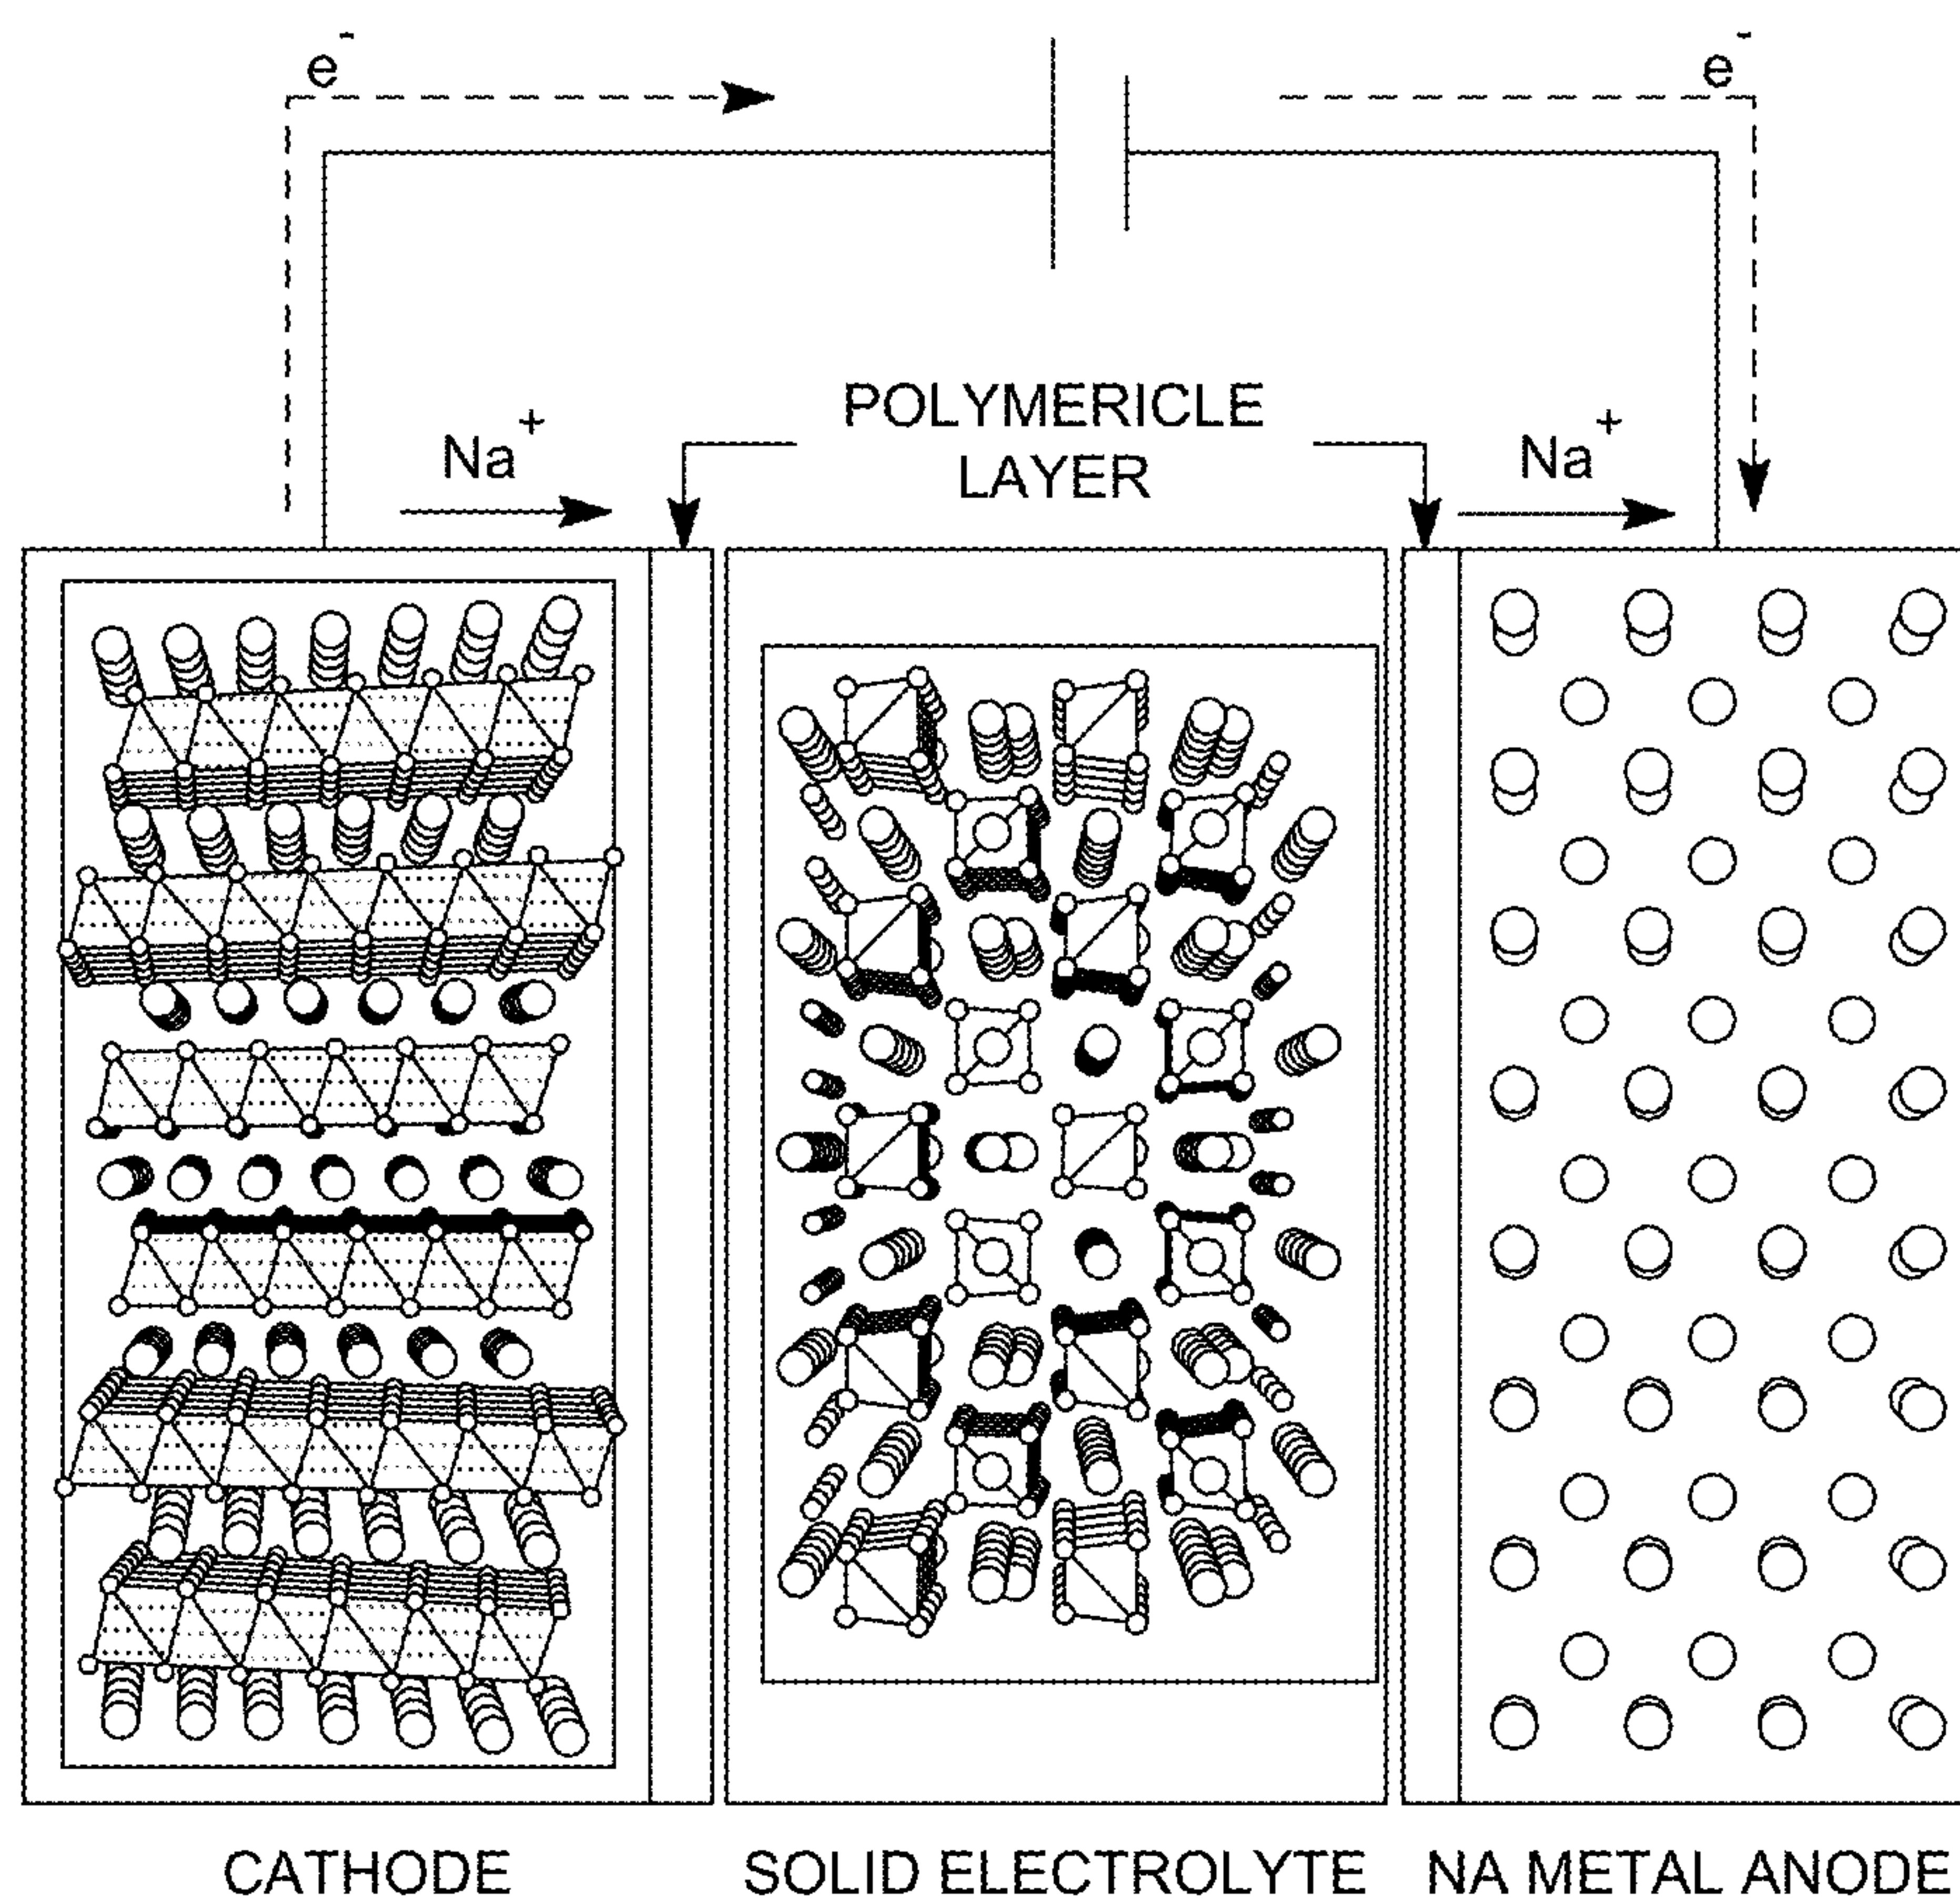 e⁻
e⁻
POLYMERICLE
LAYER
Na⁺
Na⁺
CATHODE
SOLID ELECTROLYTE
NA METAL ANODE